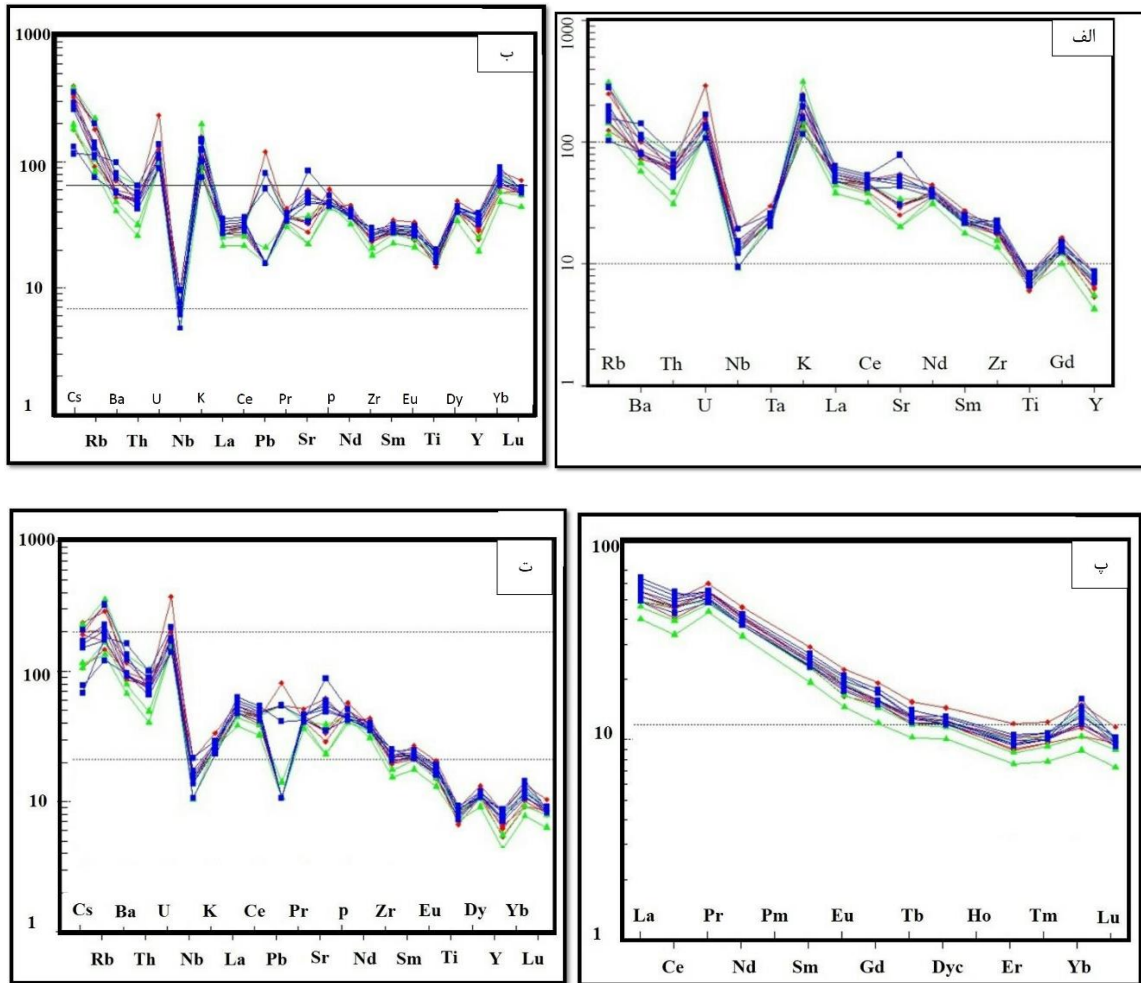 الف
1000
100
10
1
Rb Th Nb K Ce Nd Zr Gd
Ba U Ta La Sr Sm Ti Y
ب
1000
100
10
1
Cs Ba U K Ce Pr p Zr Eu Dy Yb
Rb Th Nb La Pb Sr Nd Sm Ti Y Lu
پ
100
10
1
La Pr Pm Eu Tb Ho Tm Lu
Ce Nd Sm Gd Dyc Er Yb
ت
1000
100
10
1
Cs Ba U K Ce Pr p Zr Eu Dy Yb
Rb Th Nb La Pb Sr Nd Sm Ti Y Lu